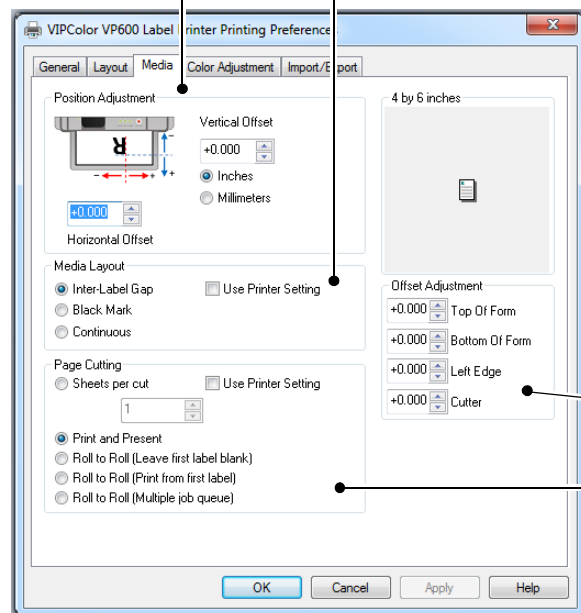 VIPColor VP600 Label Printer Printing Preferences
General Layout Media Color Adjustment Import/Export
Position Adjustment
R
Vertical Offset
+0.000
Inches
Millimeters
+0.000
Horizontal Offset
4 by 6 inches
Media Layout
Inter-Label Gap
Use Printer Setting
Black Mark
Continuous
Offset Adjustment
+0.000 Top Of Form
+0.000 Bottom Of Form
+0.000 Left Edge
+0.000 Cutter
Page Cutting
Sheets per cut
Use Printer Setting
1
Print and Present
Roll to Roll (Leave first label blank)
Roll to Roll (Print from first label)
Roll to Roll (Multiple job queue)
OK Cancel Apply Help